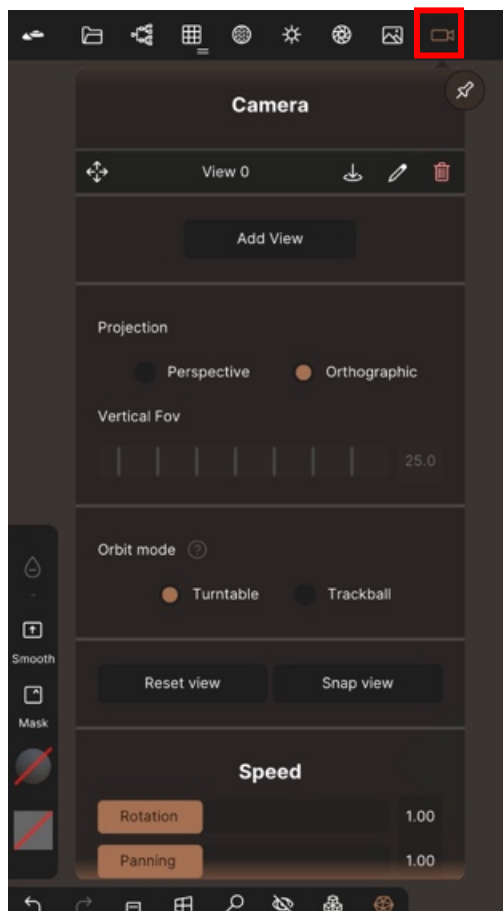 Camera
View 0
Add View
Projection
Perspective Orthographic
Vertical Fov
25.0
Orbit mode ?
Turntable Trackball
Smooth
Reset view Snap view
Mask
Speed
Rotation 1.00
Panning 1.00